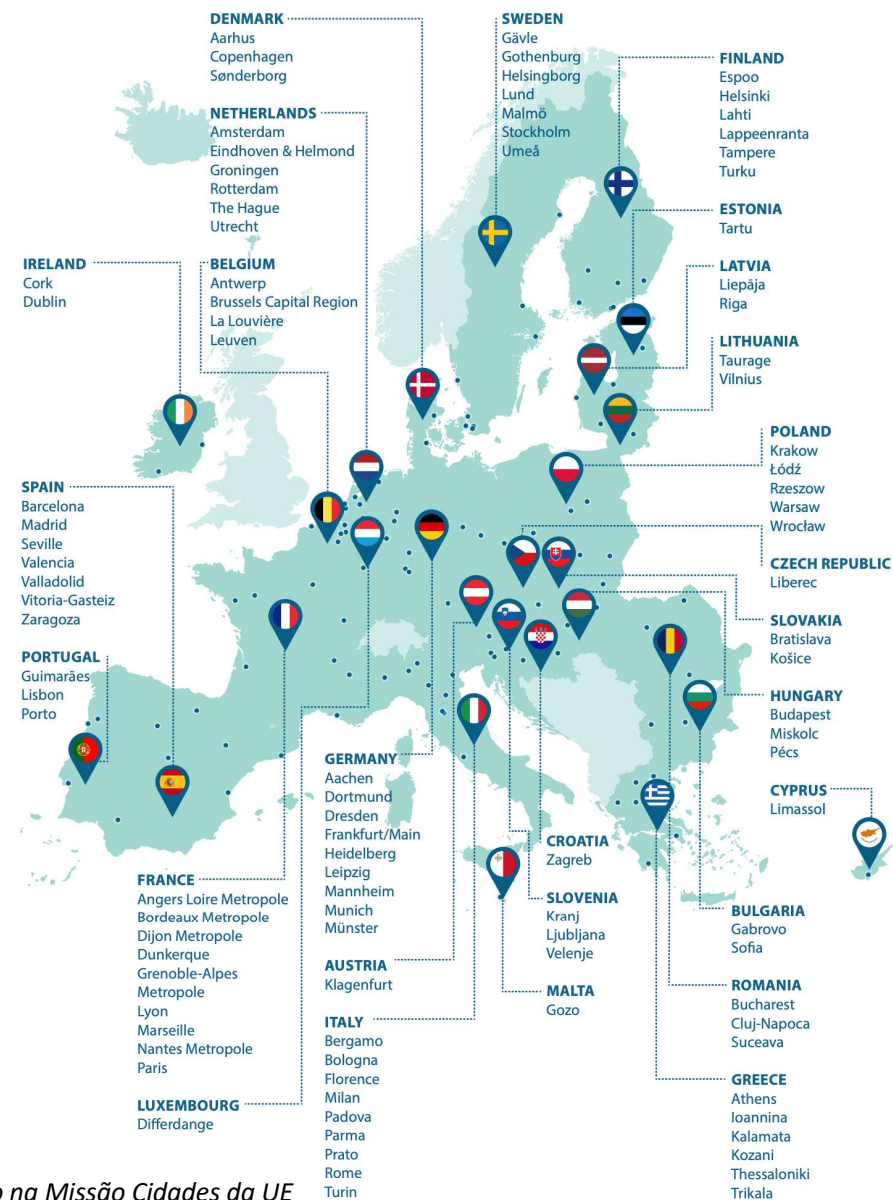 DENMARK
Aarhus
Copenhagen
Sønderborg
SWEDEN
Gävle
Gothenburg
Helsingborg
Lund
Malmö
Stockholm
Umeå
FINLAND
Espoo
Helsinki
Lahti
Lappeenranta
Tampere
Turku
NETHERLANDS
Amsterdam
Eindhoven & Helmond
Groningen
Rotterdam
The Hague
Utrecht
ESTONIA
Tartu
IRELAND
Cork
Dublin
BELGIUM
Antwerp
Brussels Capital Region
La Louvière
Leuven
LATVIA
Liepāja
Riga
LITHUANIA
Taurage
Vilnius
POLAND
Krakow
Łódź
Rzeszow
Warsaw
Wrocław
SPAIN
Barcelona
Madrid
Seville
Valencia
Valladolid
Vitoria-Gasteiz
Zaragoza
CZECH REPUBLIC
Liberec
SLOVAKIA
Bratislava
Košice
PORTUGAL
Guimarães
Lisbon
Porto
HUNGARY
Budapest
Miskolc
Pécs
GERMANY
Aachen
Dortmund
Dresden
Frankfurt/Main
Heidelberg
Leipzig
Mannheim
Munich
Münster
CYPRUS
Limassol
CROATIA
Zagreb
FRANCE
Angers Loire Metropole
Bordeaux Metropole
Dijon Metropole
Dunkerque
Grenoble-Alpes
Metropole
Lyon
Marseille
Nantes Metropole
Paris
SLOVENIA
Kranj
Ljubljana
Velenje
BULGARIA
Gabrovo
Sofia
AUSTRIA
Klagenfurt
MALTA
Gozo
ROMANIA
Bucharest
Cluj-Napoca
Suceava
ITALY
Bergamo
Bologna
Florence
Milan
Padova
Parma
Prato
Rome
Turin
GREECE
Athens
Ioannina
Kalamata
Kozani
Thessaloniki
Trikala
LUXEMBOURG
Differdange
na Missão Cidades da UE